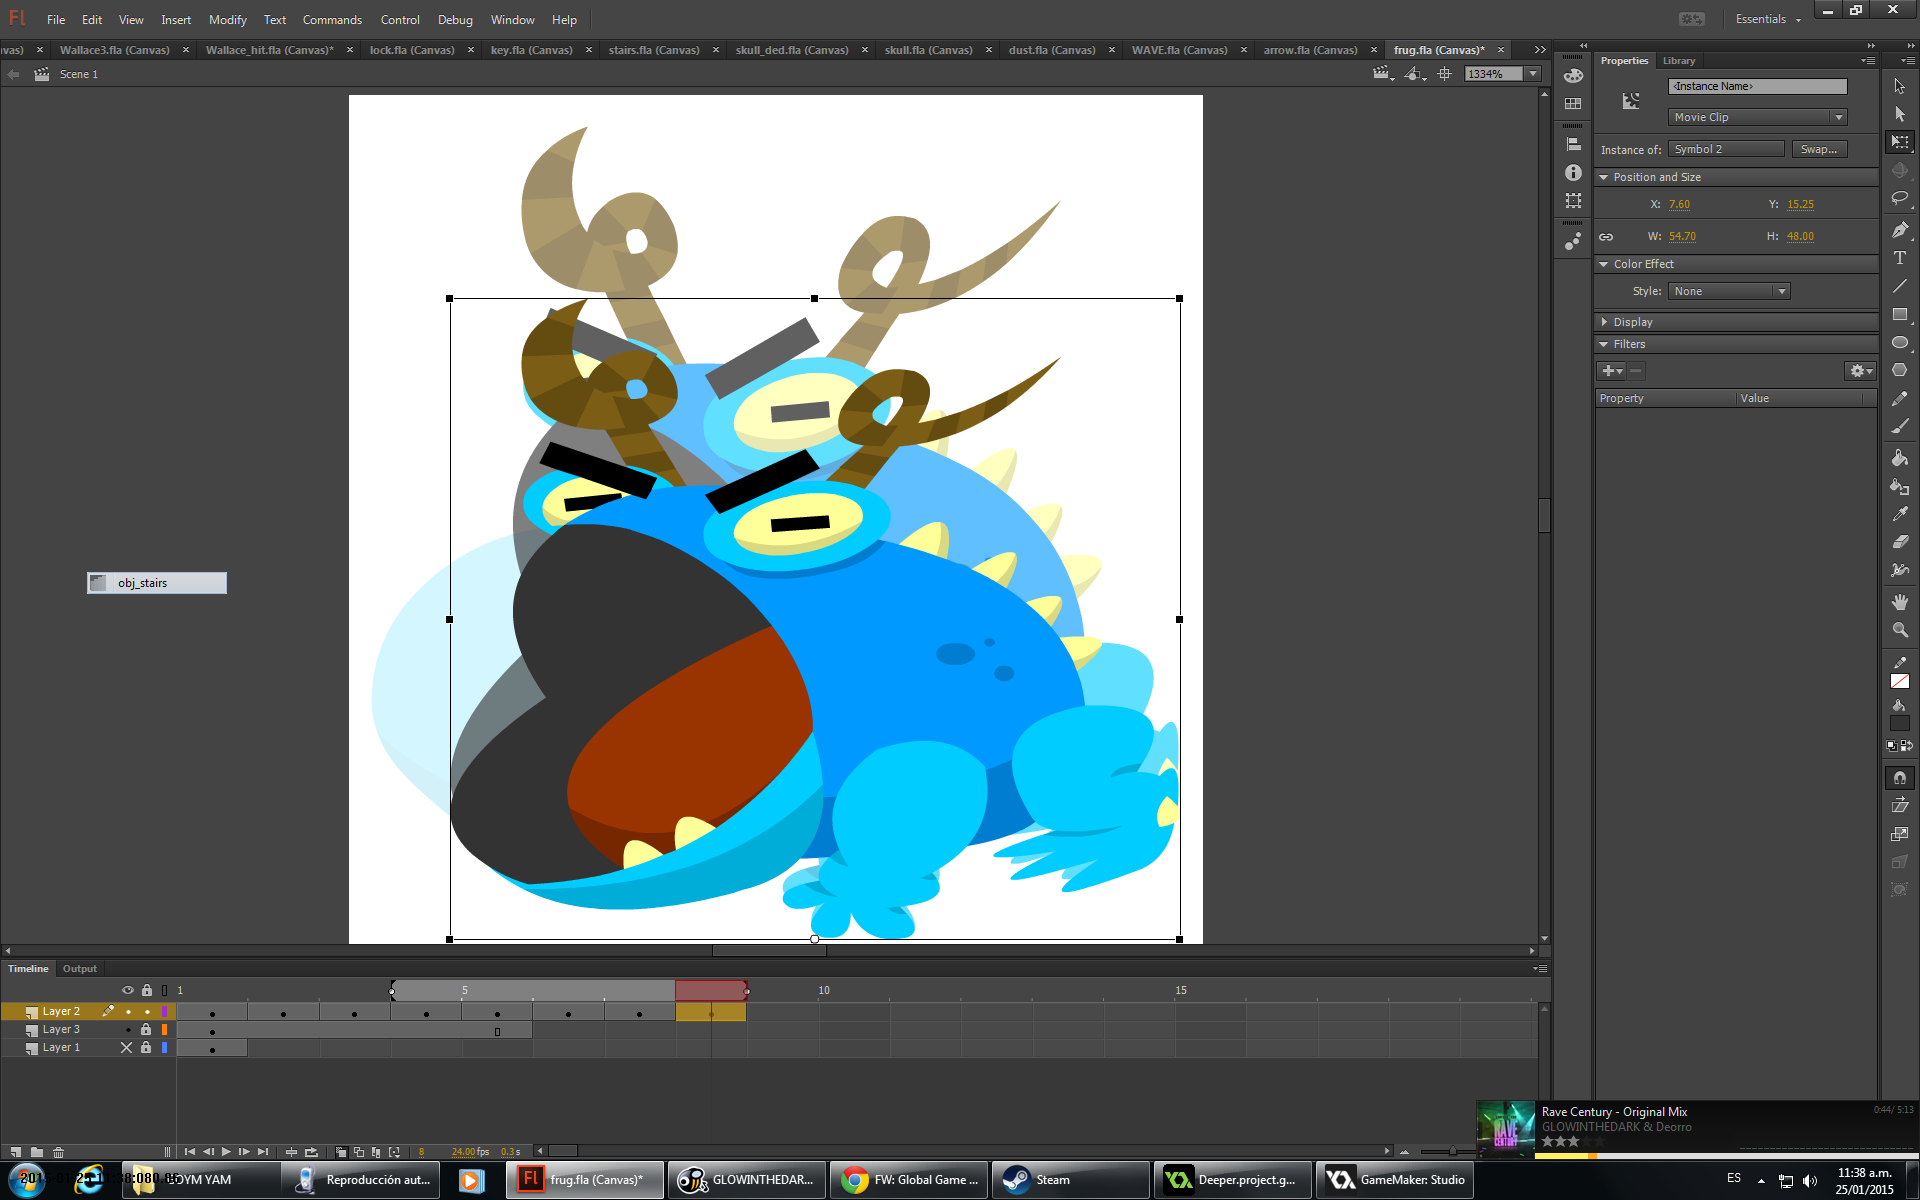 Fl File Edit View Insert Modify Text Commands Control Debug Window Help
Essentials
vas) × Wallace3.fla (Canvas) × Wallace_hit.fla (Canvas)* × lock.fla (Canvas) × key.fla (Canvas) × stairs.fla (Canvas) × skull_ded.fla (Canvas) × skull.fla (Canvas) × dust.fla (Canvas) × WAVE.fla (Canvas) × arrow.fla (Canvas) × frug.fla (Canvas)* ×
Scene 1
1334%
Properties Library
<Instance Name>
Movie Clip
Instance of: Symbol 2 Swap...
Position and Size
X: 7.60 Y: 15.25
W: 54.70 H: 48.00
Color Effect
Style: None
Display
Filters
Property Value
obj_stairs
Timeline Output
1 5 10 15
Layer 2
Layer 3
Layer 1
8 24.00 fps 0.3 s
Rave Century - Original Mix
0:44/ 5:13
GLOWINTHEDARK & Deorro
RAVE CENTURY
YAM
Reproducción aut...
Fl frug.fla (Canvas)*
GLOWINTHEDAR...
FW: Global Game ...
Steam
Deeper.project.g...
GameMaker: Studio
ES
11:38 a.m.
25/01/2015